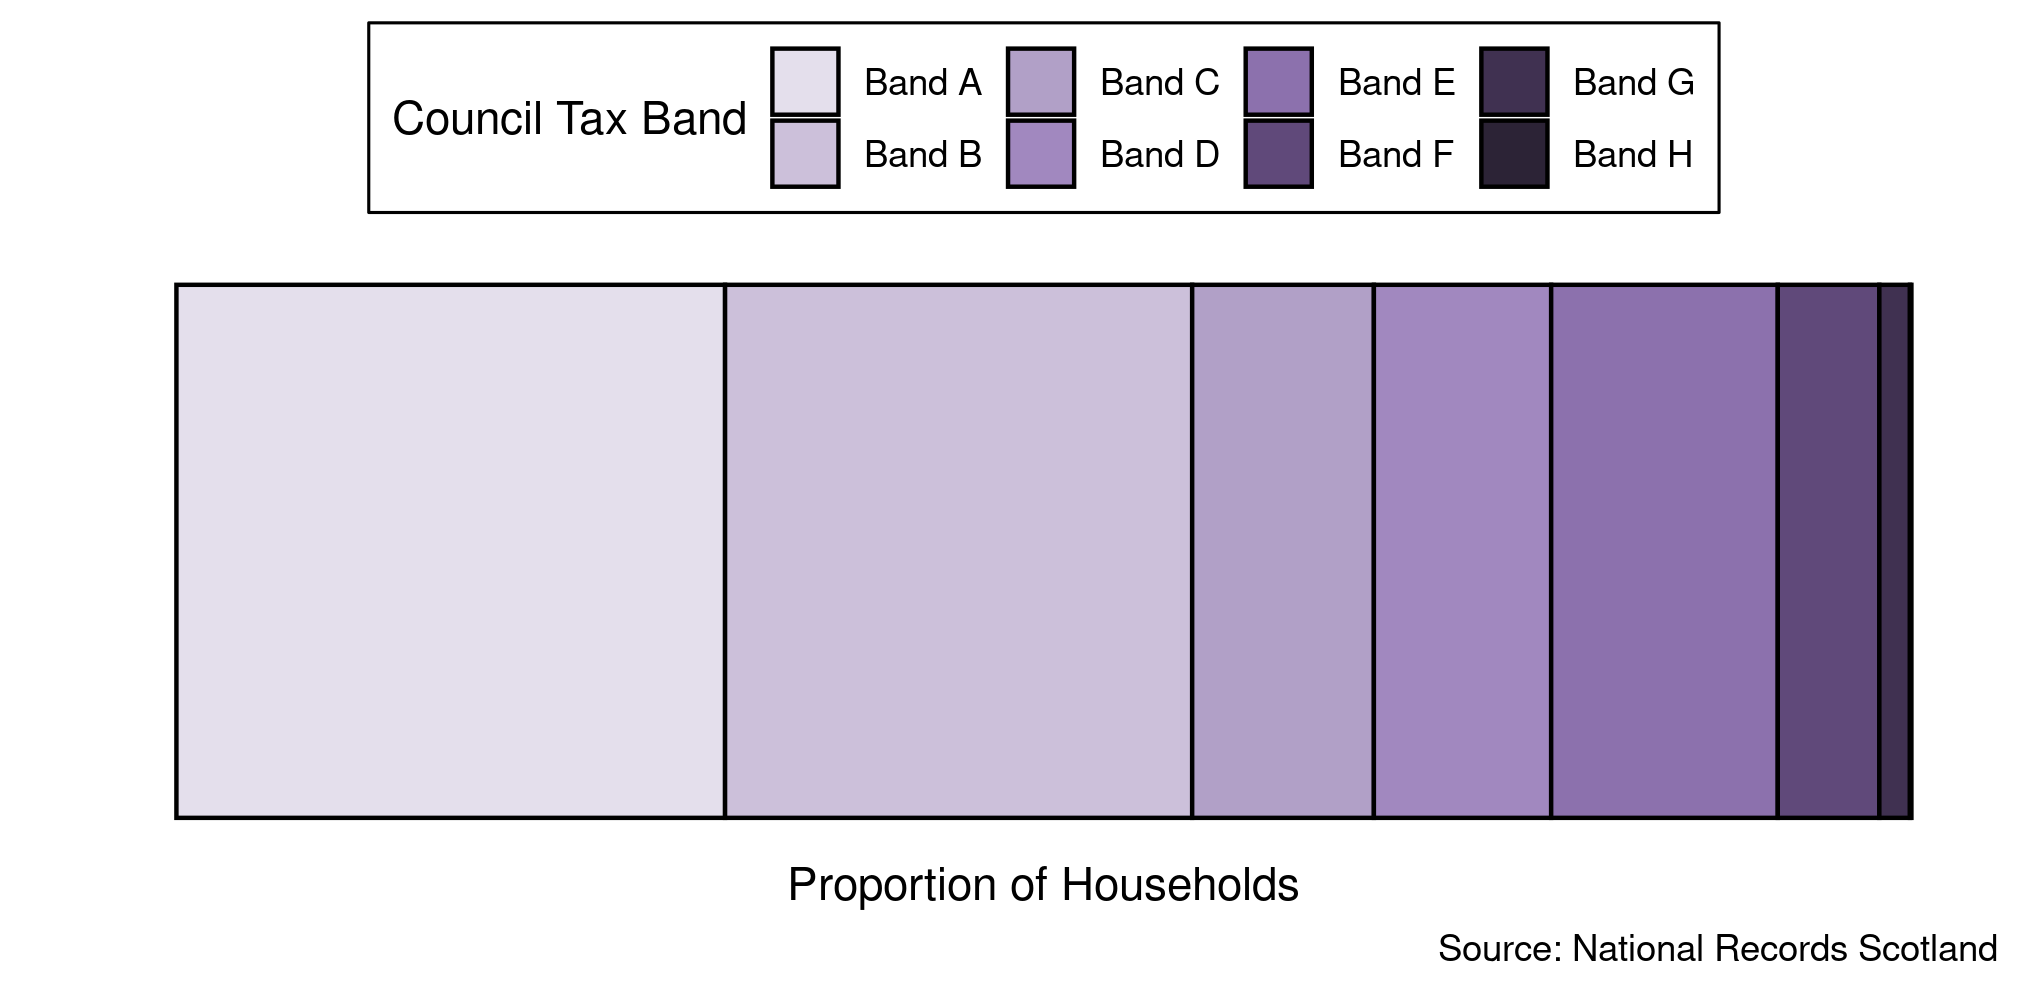 Council Tax Band
Band A
Band B
Band C
Band D
Band E
Band F
Band G
Band H
Proportion of Households
Source: National Records Scotland